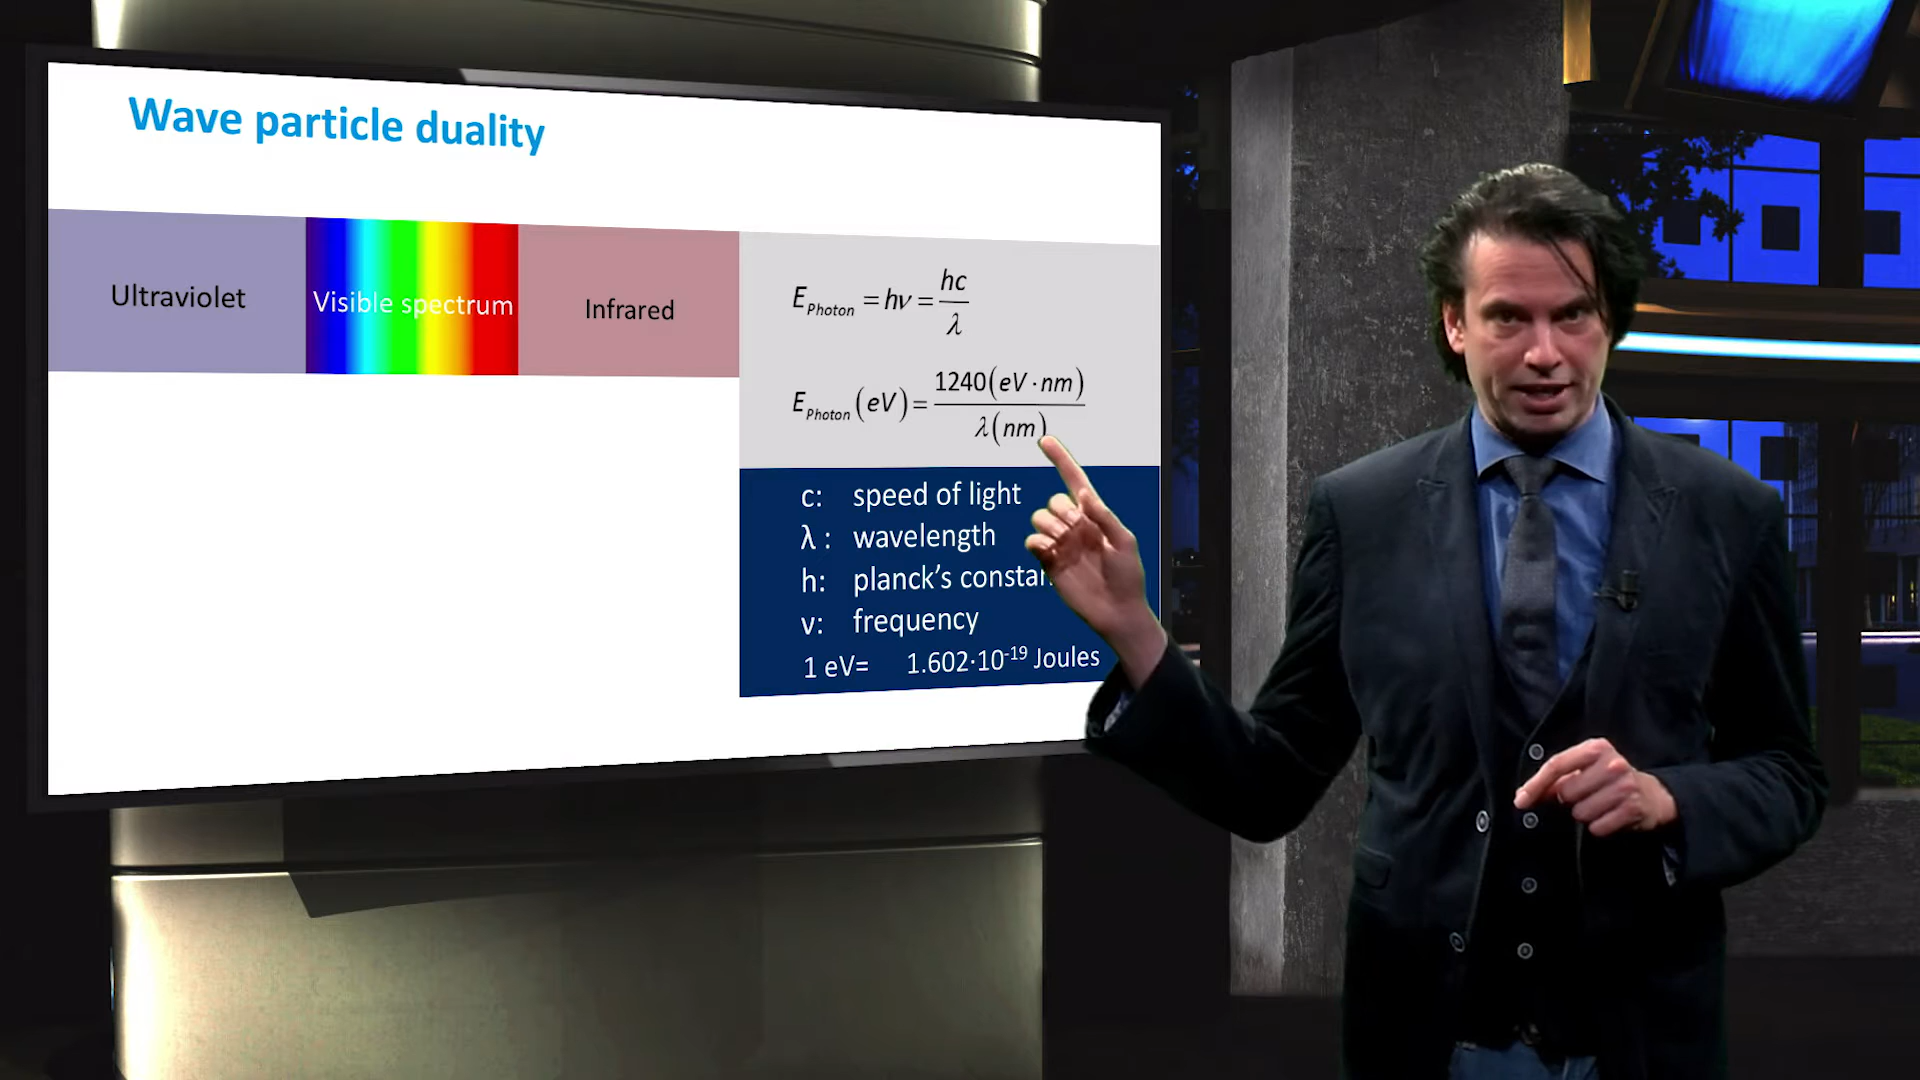 Wave particle duality
Ultraviolet
Visible spectrum
Infrared
E_Photon = hν = hc/λ
E_Photon (eV) = 1240(eV·nm)/λ(nm)
c: speed of light
λ : wavelength
h: planck's
ν: frequency
1 eV= 1.602·10⁻¹⁹ Joules